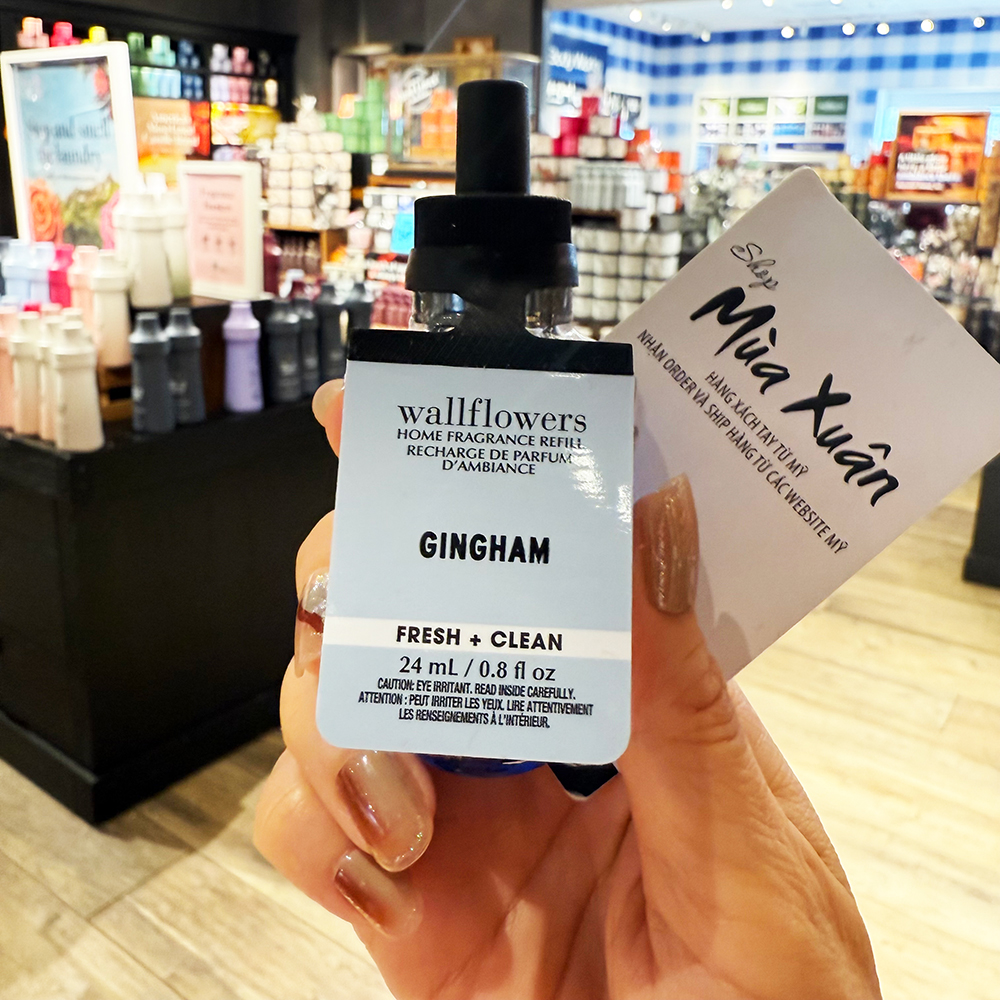 wallflowers
HOME FRAGRANCE REFILL
RECHARGE DE PARFUM
D'AMBIANCE
GINGHAM
FRESH + CLEAN
24 mL / 0.8 fl oz
CAUTION: EYE IRRITANT. READ INSIDE CAREFULLY.
ATTENTION : PEUT IRRITER LES YEUX. LIRE ATTENTIVEMENT
LES RENSEIGNEMENTS À L'INTÉRIEUR.
Shop
Mùa Xuân
HÀNG XÁCH TAY TỪ MỸ
NHẬN ORDER VÀ SHIP HÀNG TỪ CÁC WEBSITE MỸ